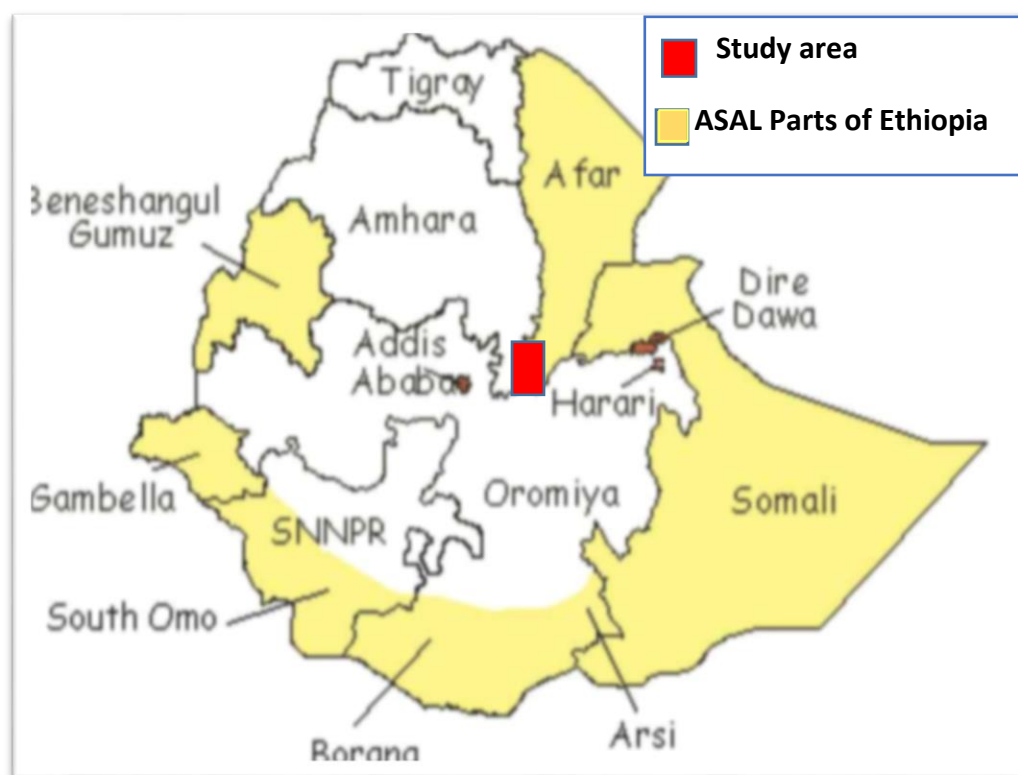 Study area
ASAL Parts of Ethiopia
Tigray
Afar
Beneshangul
Gumuz
Amhara
Dire
Dawa
Addis
Ababa
Harari
Gambella
Oromiya
Somali
SNNPR
South Omo
Borana
Arsi